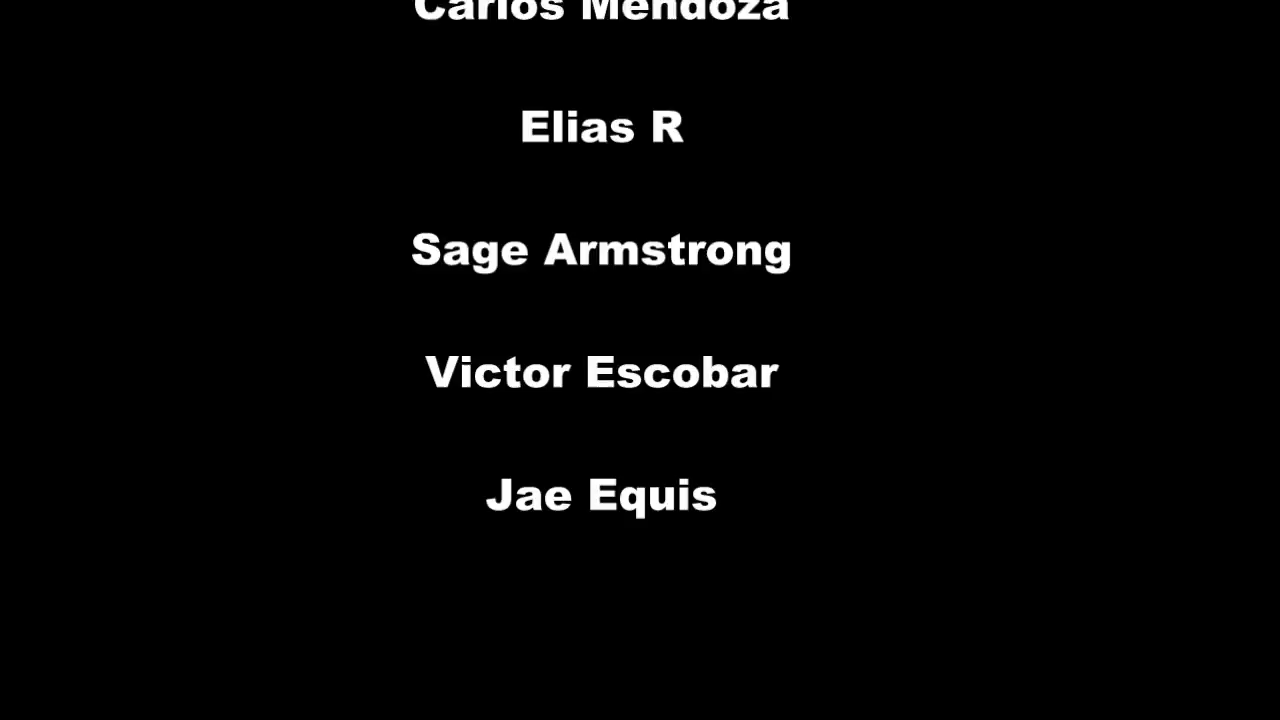 Carlos Mendoza
Elias R
Sage Armstrong
Victor Escobar
Jae Equis